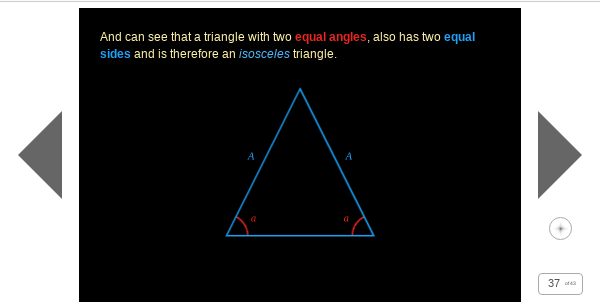 And can see that a triangle with two equal angles, also has two equal
sides and is therefore an isosceles triangle.
A A
a a
37 of 43